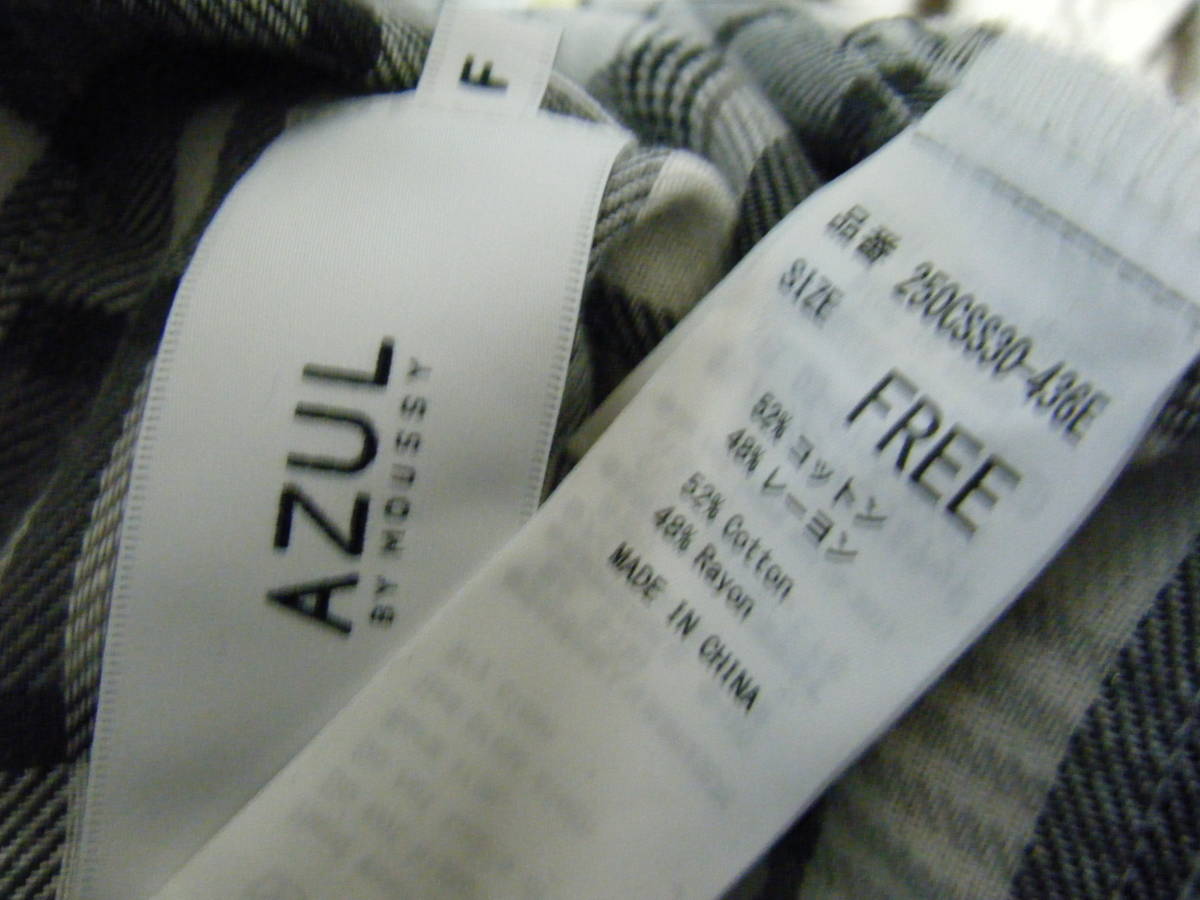 F
AZUL
BY MOUSSY
品番 250CSS30-436E
SIZE
FREE
52% コットン
48% レーヨン
52% Cotton
48% Rayon
MADE IN CHINA